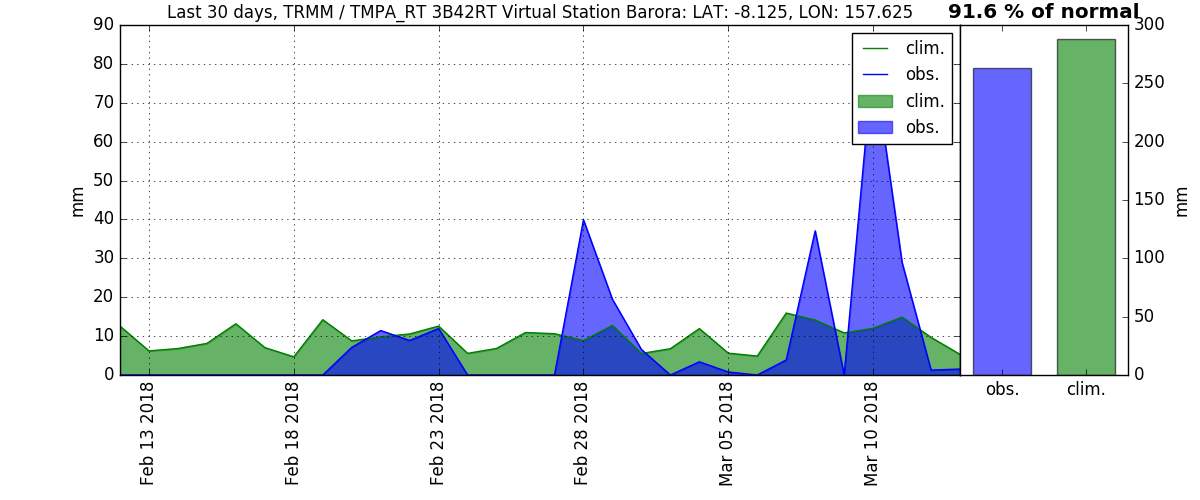 Last 30 days, TRMM / TMPA_RT 3B42RT Virtual Station Barora: LAT: -8.125, LON: 157.625
91.6 % of normal
90
80
70
60
50
40
30
20
10
0
mm
clim.
obs.
clim.
obs.
300
250
200
150
100
50
0
mm
obs.
clim.
Feb 13 2018
Feb 18 2018
Feb 23 2018
Feb 28 2018
Mar 05 2018
Mar 10 2018